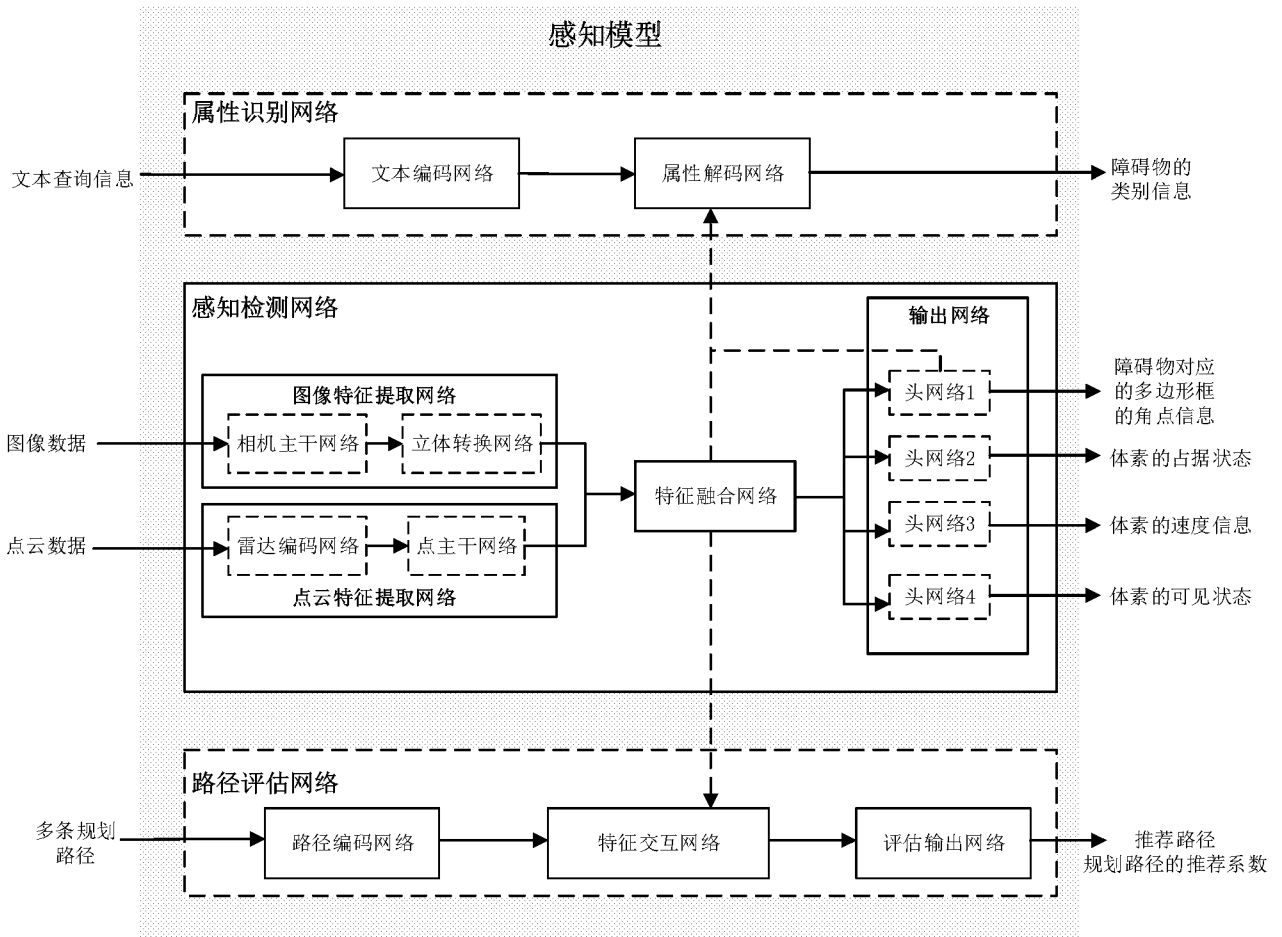 感知模型
属性识别网络
文本查询信息
文本编码网络
属性解码网络
障碍物的
类别信息
感知检测网络
输出网络
图像特征提取网络
图像数据
相机主干网络
立体转换网络
点云数据
雷达编码网络
点主干网络
点云特征提取网络
特征融合网络
头网络1
头网络2
头网络3
头网络4
障碍物对应
的多边形框
的角点信息
体素的占据状态
体素的速度信息
体素的可见状态
路径评估网络
多条规划
路径
路径编码网络
特征交互网络
评估输出网络
推荐路径
规划路径的推荐系数